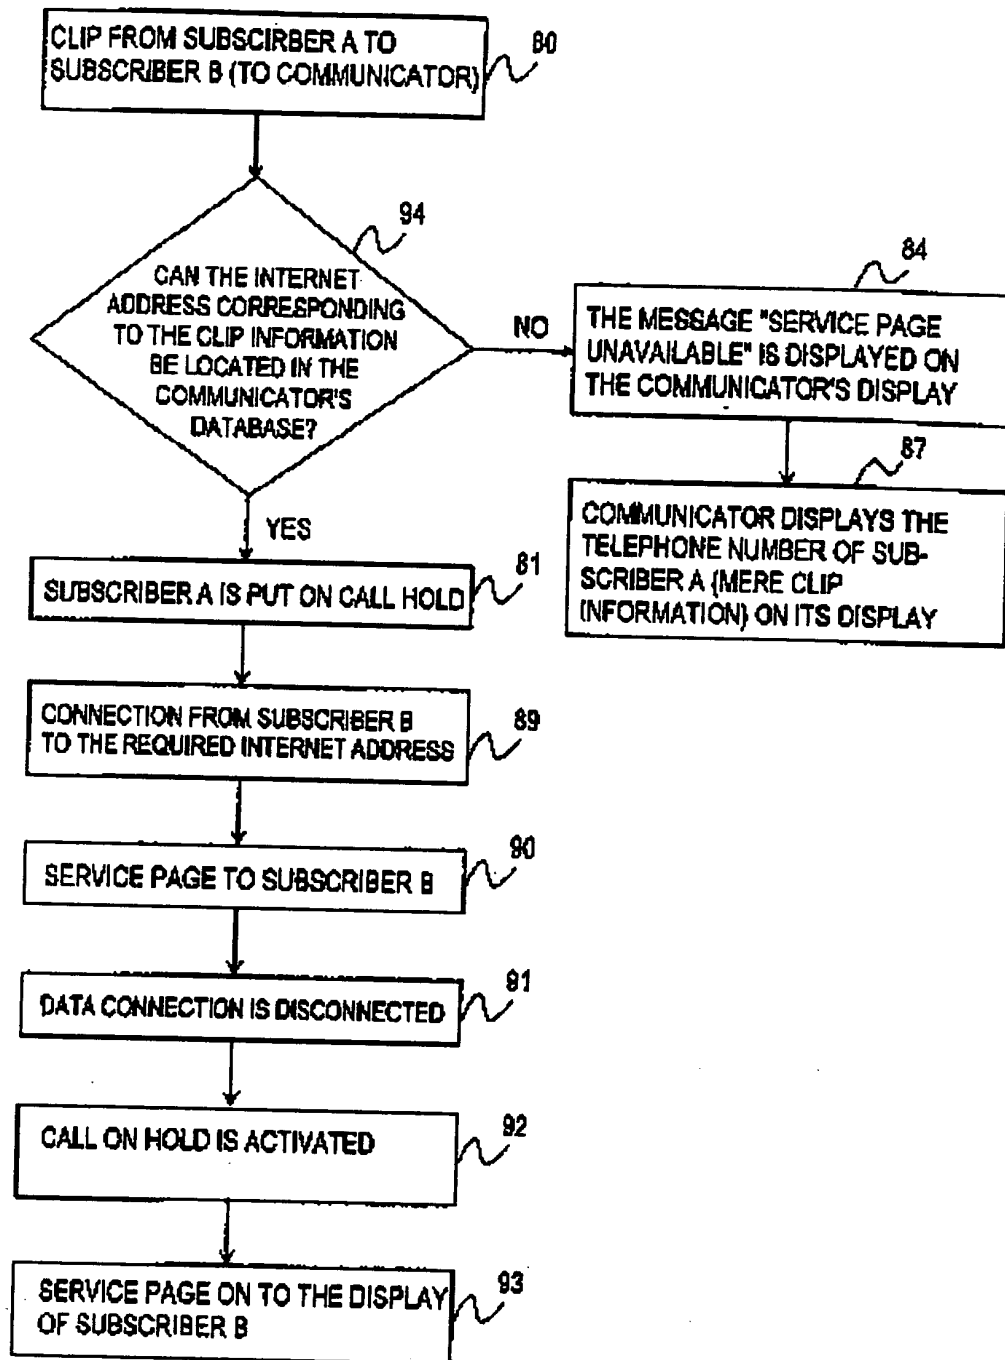 CLIP FROM SUBSCIRBER A TO
SUBSCRIBER B (TO COMMUNICATOR)
80
94
CAN THE INTERNET
ADDRESS CORRESPONDING
TO THE CLIP INFORMATION
BE LOCATED IN THE
COMMUNICATOR'S
DATABASE?
NO
84
THE MESSAGE "SERVICE PAGE
UNAVAILABLE" IS DISPLAYED ON
THE COMMUNICATOR'S DISPLAY
87
COMMUNICATOR DISPLAYS THE
TELEPHONE NUMBER OF SUB-
SCRIBER A (MERE CLIP
INFORMATION) ON ITS DISPLAY
YES
SUBSCRIBER A IS PUT ON CALL HOLD
81
CONNECTION FROM SUBSCRIBER B
TO THE REQUIRED INTERNET ADDRESS
89
SERVICE PAGE TO SUBSCRIBER B
90
DATA CONNECTION IS DISCONNECTED
91
CALL ON HOLD IS ACTIVATED
92
SERVICE PAGE ON TO THE DISPLAY
OF SUBSCRIBER B
93